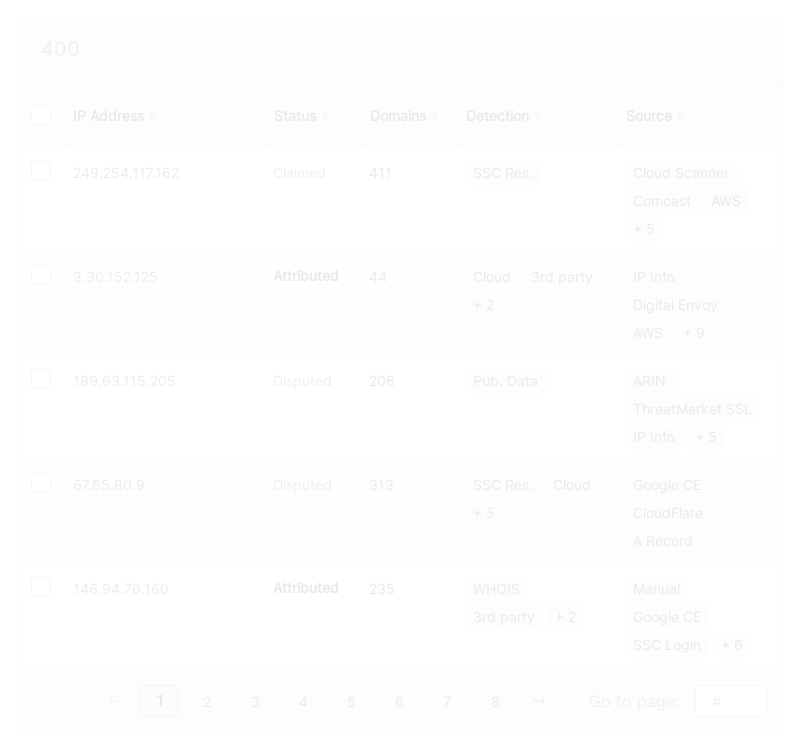 400
IP Address Status Domains Detection Source
249.254.117.162 Claimed 411 SSC Res. Cloud Scanner
Comcast AWS
+ 5
3.30.152.125 Attributed 44 Cloud 3rd party IP Info
+ 2 Digital Envoy
AWS + 9
189.63.115.205 Disputed 206 Pub. Data ARIN
ThreatMarket SSL
IP Info + 5
67.85.80.9 Disputed 313 SSC Res. Cloud Google CE
+ 5 CloudFlare
A Record
146.94.76.160 Attributed 235 WHOIS Manual
3rd party + 2 Google CE
SSC Login + 6
← 1 2 3 4 5 6 7 8 → Go to page: #